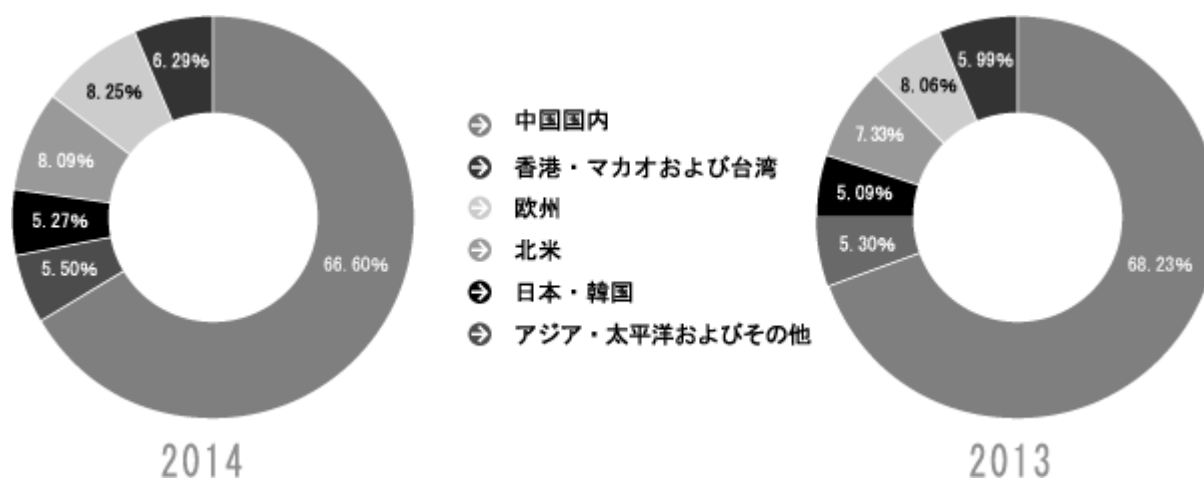 6.29%
8.25%
8.09%
5.27%
5.50%
66.60%
2014
中国国内
香港・マカオおよび台湾
欧州
北米
日本・韓国
アジア・太平洋およびその他
5.99%
8.06%
7.33%
5.09%
5.30%
68.23%
2013